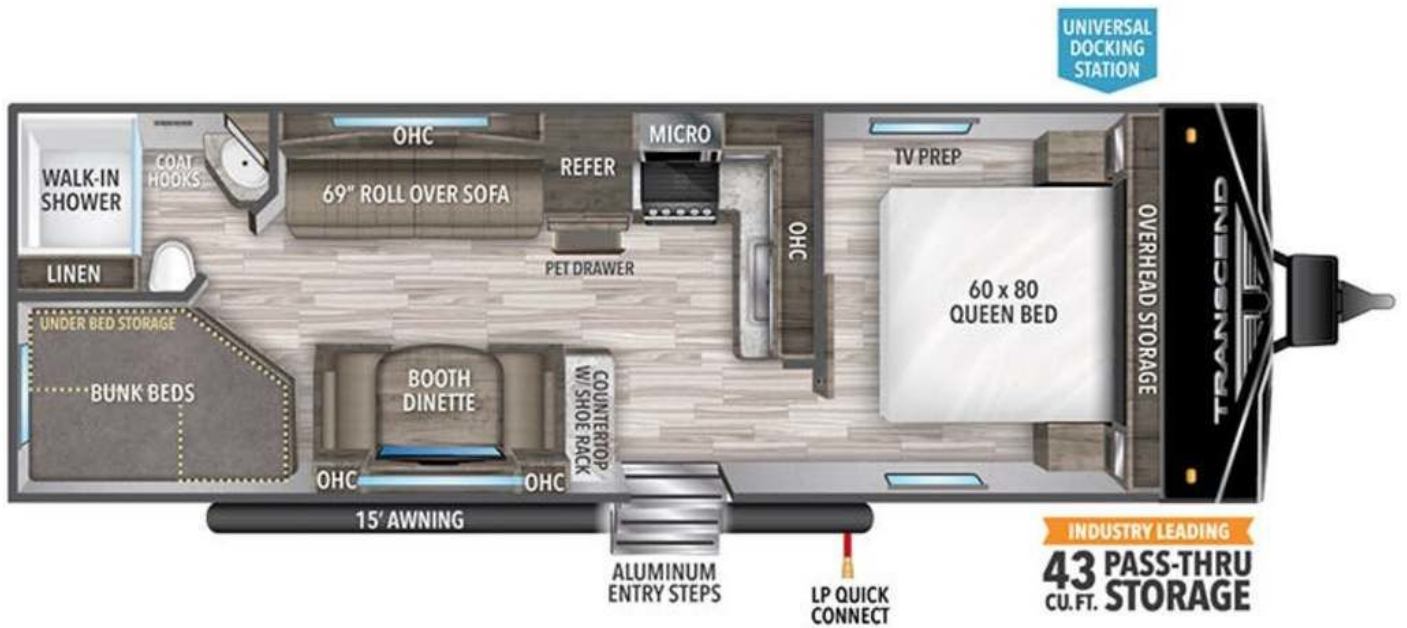 UNIVERSAL
DOCKING
STATION
WALK-IN
SHOWER
COAT
HOOKS
LINEN
OHC
69" ROLL OVER SOFA
REFER
MICRO
PET DRAWER
OHC
TV PREP
60 x 80
QUEEN BED
OVERHEAD STORAGE
TRANSCEND
UNDER BED STORAGE
BUNK BEDS
BOOTH
DINETTE
OHC
OHC
COUNTERTOP
W/ SHOE RACK
15' AWNING
ALUMINUM
ENTRY STEPS
LP QUICK
CONNECT
INDUSTRY LEADING
43 CU.FT. PASS-THRU
STORAGE